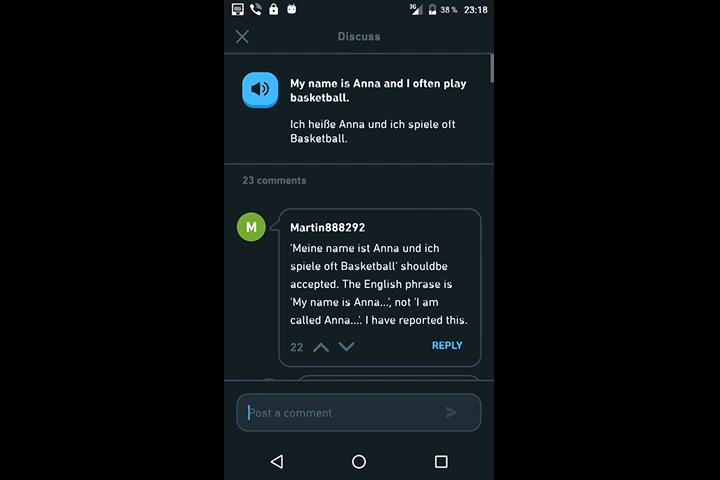 3G 38 % 23:18
Discuss
My name is Anna and I often play
basketball.
Ich heiße Anna und ich spiele oft
Basketball.
23 comments
M
Martin888292
'Meine name ist Anna und ich
spiele oft Basketball' shouldbe
accepted. The English phrase is
'My name is Anna...', not 'I am
called Anna...'. I have reported this.
22
REPLY
Post a comment